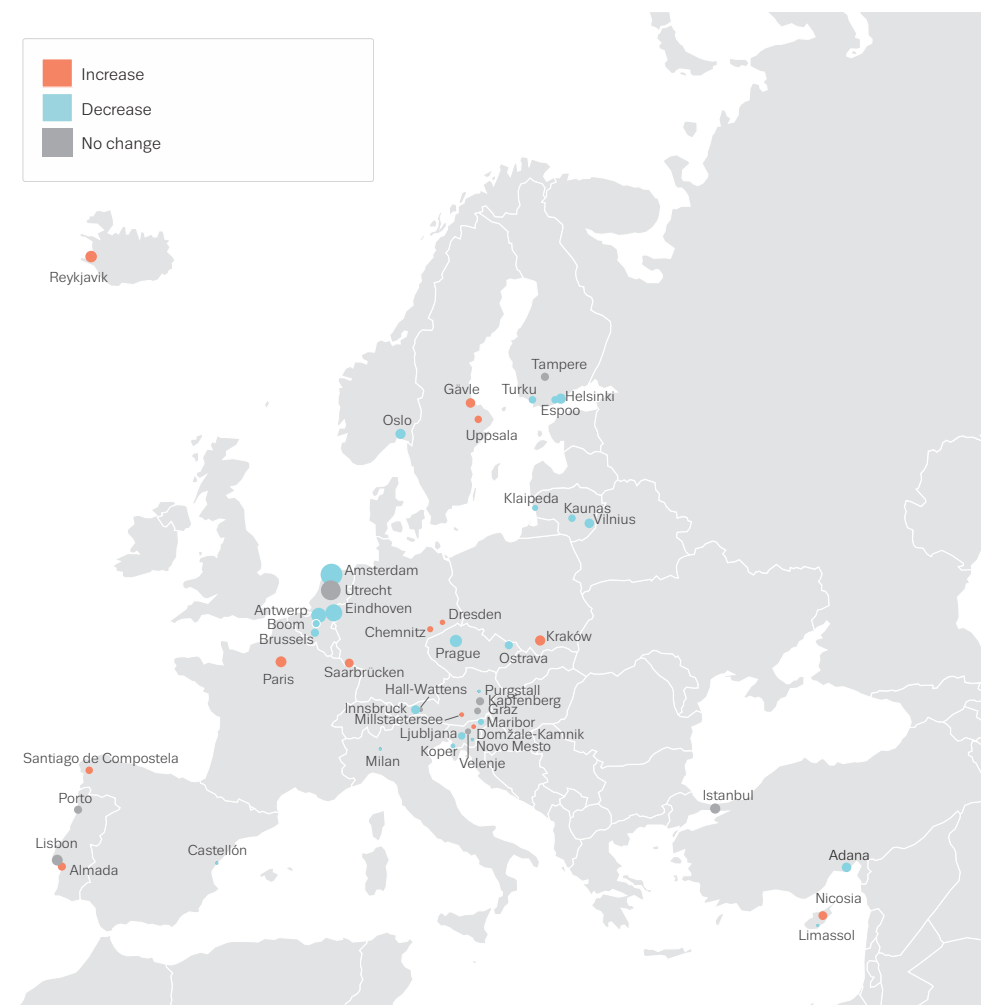 Increase
Decrease
No change
Reykjavik
Tampere
Gävle
Turku
Helsinki
Espoo
Oslo
Uppsala
Klaipeda
Kaunas
Vilnius
Amsterdam
Utrecht
Antwerp
Eindhoven
Boom
Dresden
Chemnitz
Brussels
Kraków
Prague
Ostrava
Saarbrücken
Paris
Hall-Wattens
Purgstall
Kapfenberg
Innsbruck
Graz
Millstaetersee
Maribor
Ljubljana
Domžale-Kamnik
Koper
Novo Mesto
Milan
Velenje
Santiago de Compostela
Porto
Istanbul
Lisbon
Castellón
Almada
Adana
Nicosia
Limassol